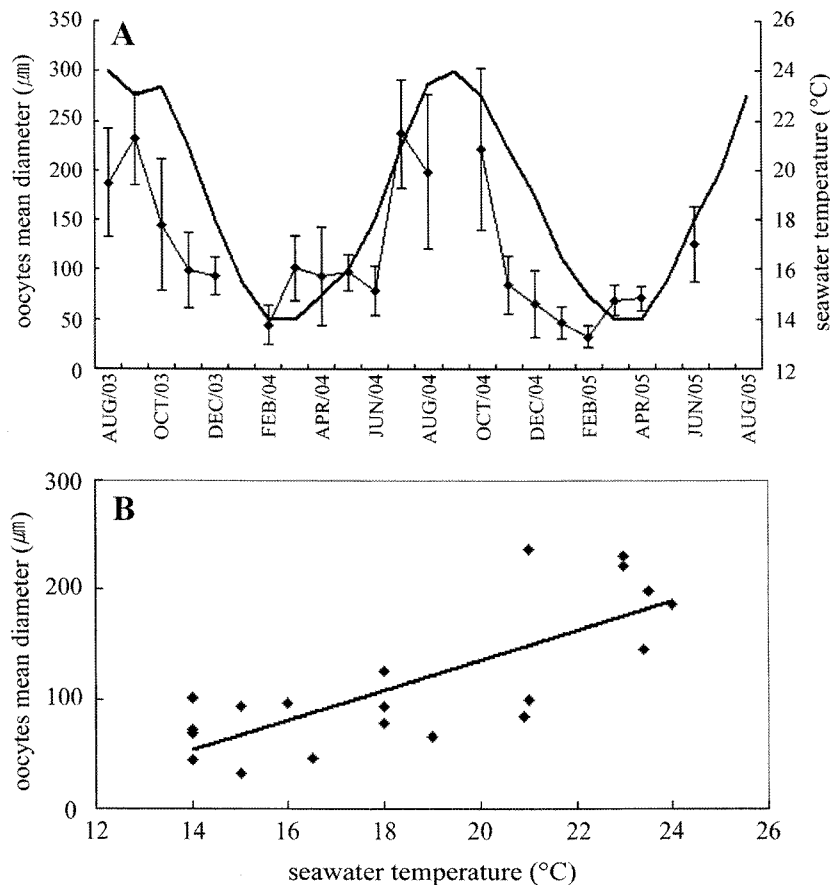 A
oocytes mean diameter (μm)
350
300
250
200
150
100
50
0
26
24
22
20
18
16
14
12
seawater temperature (°C)
AUG/03
OCT/03
DEC/03
FEB/04
APR/04
JUN/04
AUG/04
OCT/04
DEC/04
FEB/05
APR/05
JUN/05
AUG/05
B
oocytes mean diameter (μm)
300
200
100
0
12
14
16
18
20
22
24
26
seawater temperature (°C)